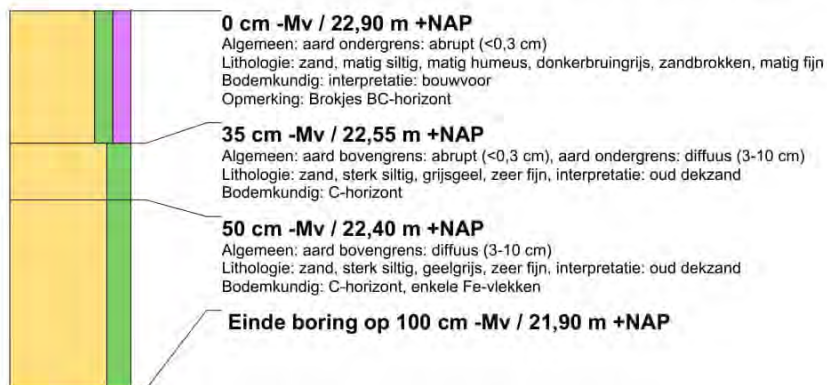 0 cm -Mv / 22,90 m +NAP
Algemeen: aard ondergrens: abrupt (<0,3 cm)
Lithologie: zand, matig siltig, matig humeus, donkerbruingrijs, zandbrokken, matig fijn
Bodemkundig: interpretatie: bouwvoor
Opmerking: Brokjes BC-horizont
35 cm -Mv / 22,55 m +NAP
Algemeen: aard bovengrens: abrupt (<0,3 cm), aard ondergrens: diffuus (3-10 cm)
Lithologie: zand, sterk siltig, grijsgeel, zeer fijn, interpretatie: oud dekzand
Bodemkundig: C-horizont
50 cm -Mv / 22,40 m +NAP
Algemeen: aard bovengrens: diffuus (3-10 cm)
Lithologie: zand, sterk siltig, geelgrijs, zeer fijn, interpretatie: oud dekzand
Bodemkundig: C-horizont, enkele Fe-vlekken
Einde boring op 100 cm -Mv / 21,90 m +NAP